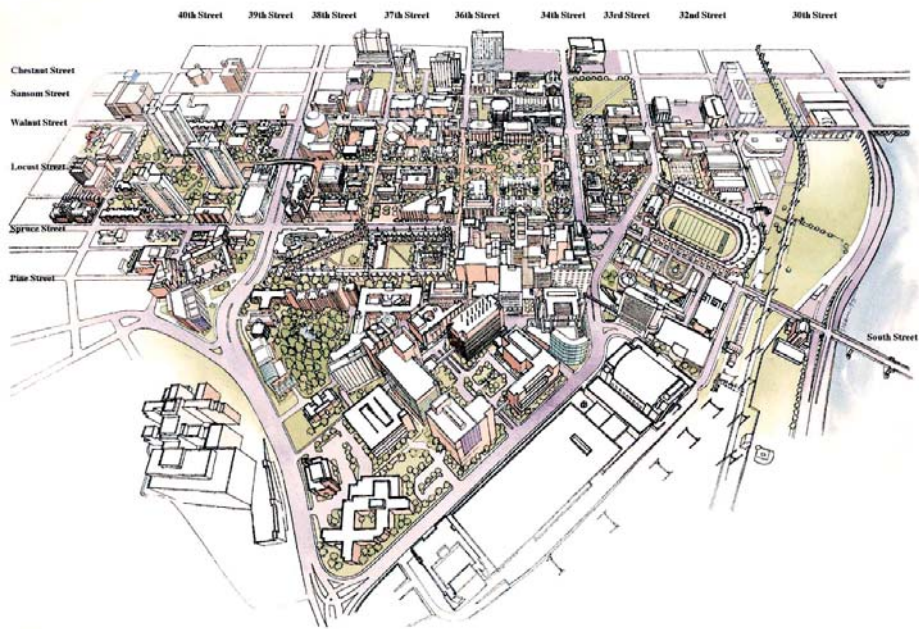 40th Street 39th Street 38th Street 37th Street 36th Street 34th Street 33rd Street 32nd Street 30th Street
Chestnut Street
Sansom Street
Walnut Street
Locust Street
Spruce Street
Pine Street
South Street